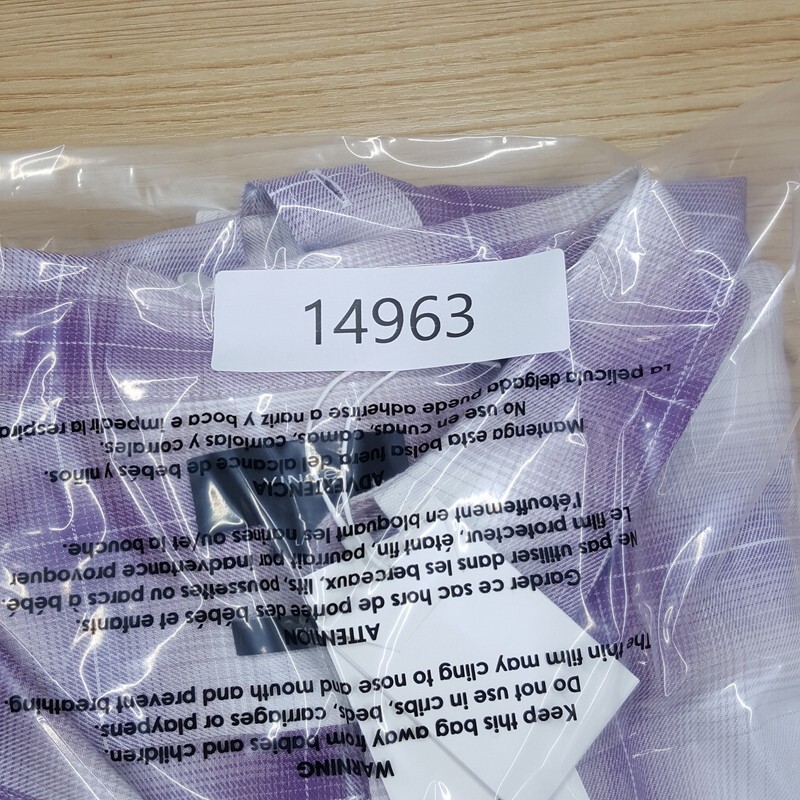 14963
WARNING
Keep this bag away from babies and children.
Do not use in cribs, beds, carriages or playpens.
The thin film may cling to nose and mouth and prevent breathing.
ATTENTION
Garder ce sac hors de portée des bébés et enfants.
Ne pas utiliser dans les berceaux, lits, poussettes ou parcs à bébé.
Le film protecteur, étant fin, pourrait par inadvertance provoquer
l'étouffement en bloquant les narines ou/et la bouche.
ADVERTENCIA
Mantenga esta bolsa fuera del alcance de bebés y niños.
No use en cunas, camas, carriolas y corrales.
La película delgada puede adherirse a nariz y boca e impedir la respira